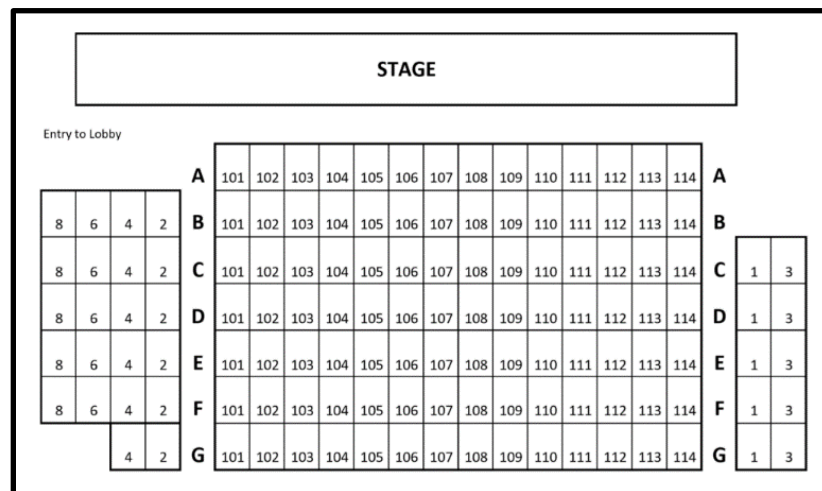 STAGE
Entry to Lobby
A 101 102 103 104 105 106 107 108 109 110 111 112 113 114 A
8 6 4 2 B 101 102 103 104 105 106 107 108 109 110 111 112 113 114 B
8 6 4 2 C 101 102 103 104 105 106 107 108 109 110 111 112 113 114 C 1 3
8 6 4 2 D 101 102 103 104 105 106 107 108 109 110 111 112 113 114 D 1 3
8 6 4 2 E 101 102 103 104 105 106 107 108 109 110 111 112 113 114 E 1 3
8 6 4 2 F 101 102 103 104 105 106 107 108 109 110 111 112 113 114 F 1 3
4 2 G 101 102 103 104 105 106 107 108 109 110 111 112 113 114 G 1 3